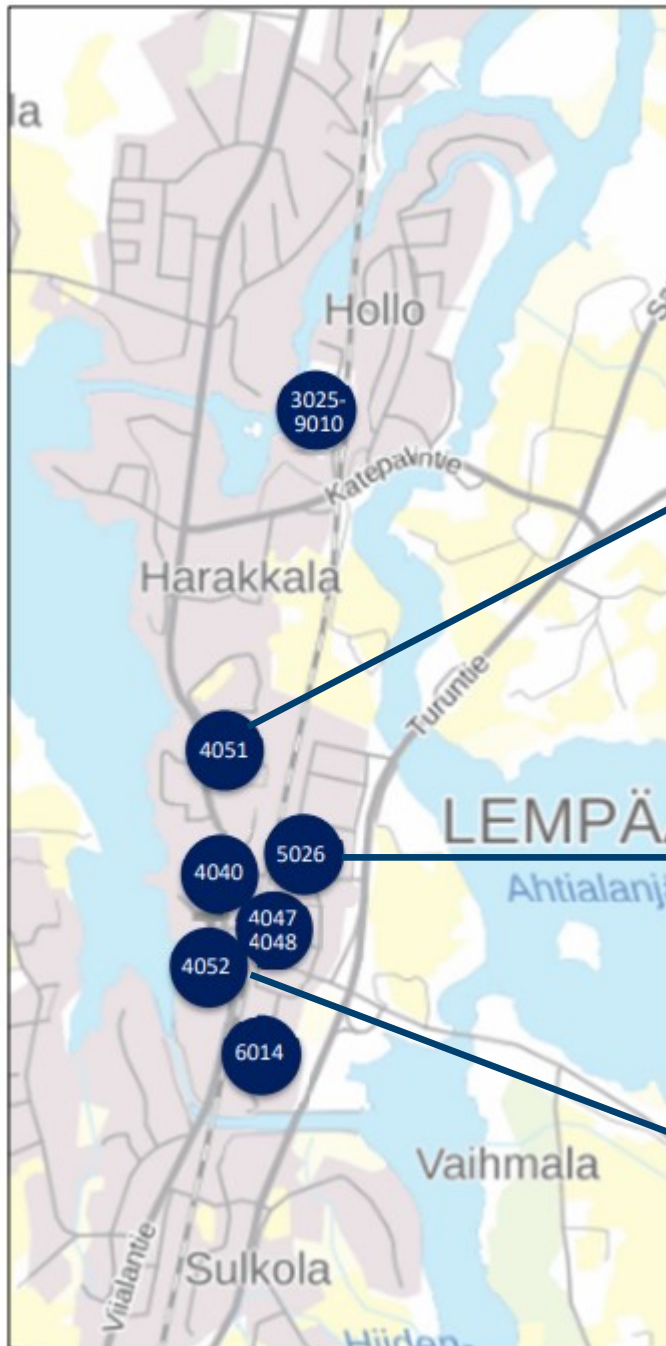 la
Hollo
3025-
9010
Katepalintie
Harakkala
Turuntie
4051
LEMPÄ
5026
4040
Ahtialanj
4047
4048
4052
6014
Vaihmala
Viialantie
Sulkola
Hiiden-